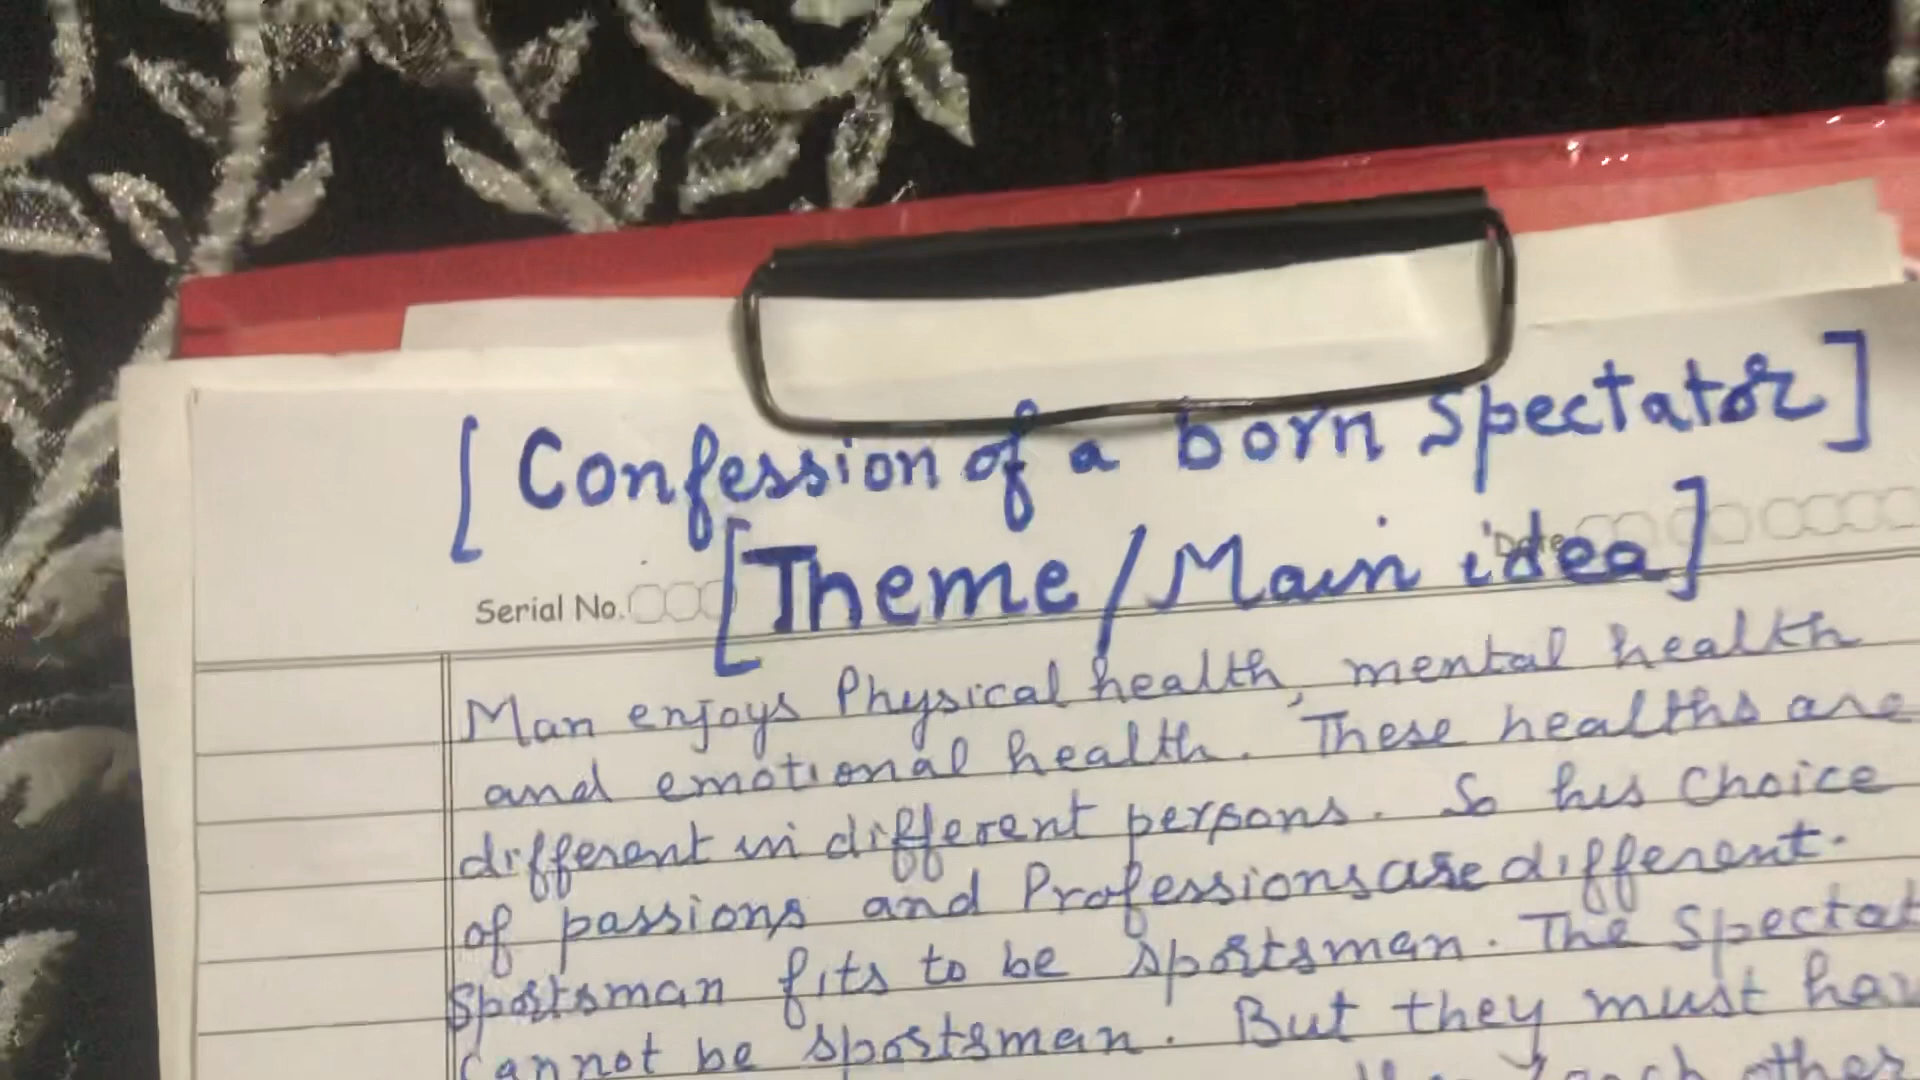 [Confession of a born spectator]
[Theme/Main idea]
Serial No.
Date
Man enjoys Physical health, mental health
and emotional health. These healths are
different in different persons. So his choice
of passions and Professions are different.
Sportsman fits to be sportsman. The Spectat
Cannot be sportsman. But they must hav
each other